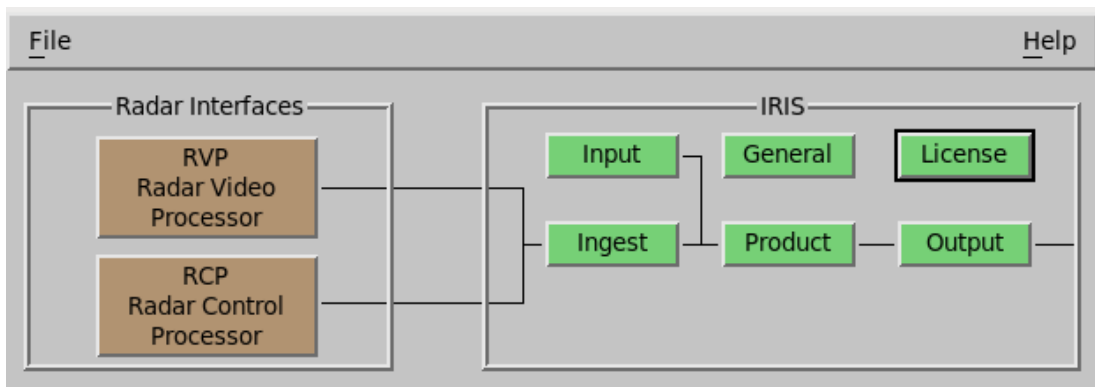 File
Help
Radar Interfaces
RVP
Radar Video
Processor
RCP
Radar Control
Processor
IRIS
Input
General
License
Ingest
Product
Output